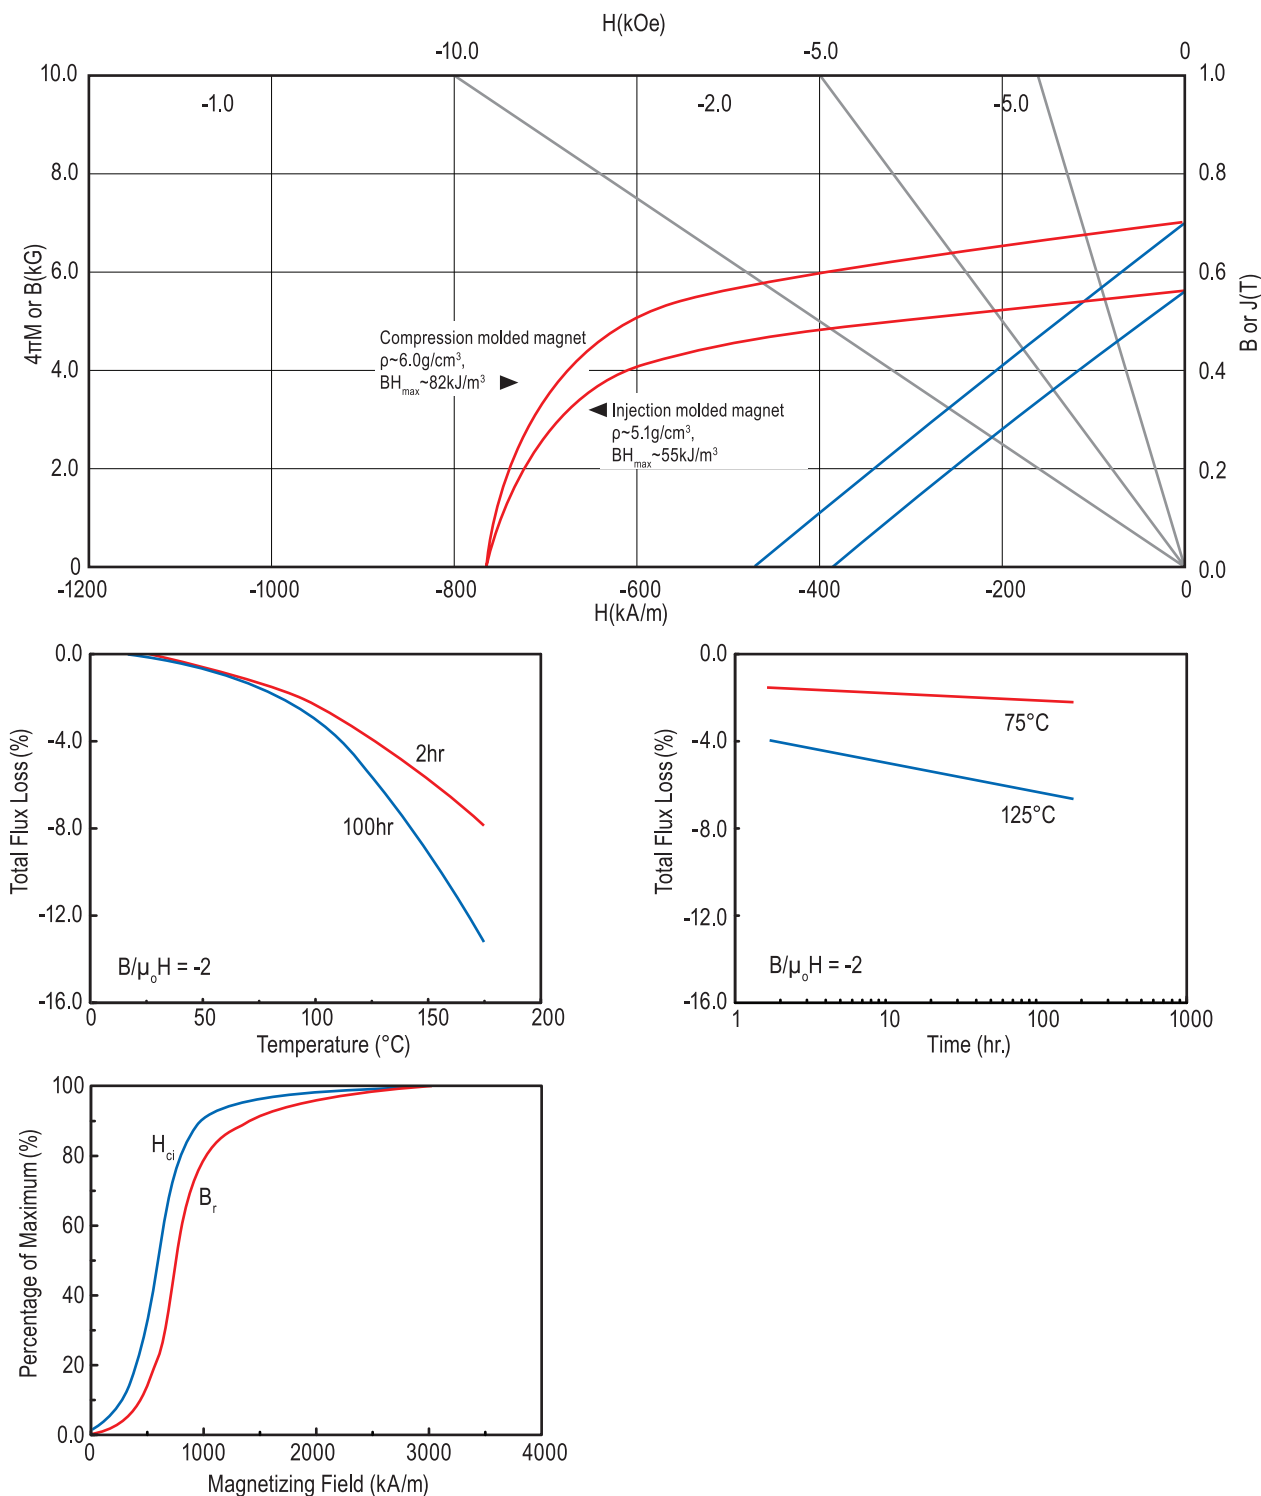 H(kOe)
-10.0 -5.0 0
10.0 1.0
-1.0 -2.0 -5.0
8.0 0.8
6.0 0.6
4πM or B(kG)
B or J(T)
Compression molded magnet
ρ~6.0g/cm³,
BHmax~82kJ/m³ ►
4.0 0.4
◄ Injection molded magnet
ρ~5.1g/cm³,
BHmax~55kJ/m³
2.0 0.2
0 0.0
-1200 -1000 -800 -600 -400 -200 0
H(kA/m)
0.0
-4.0
-8.0
-12.0
-16.0
Total Flux Loss (%)
2hr
100hr
B/μoH = -2
0 50 100 150 200
Temperature (°C)
0.0
-4.0
-8.0
-12.0
-16.0
Total Flux Loss (%)
75°C
125°C
B/μoH = -2
1 10 100 1000
Time (hr.)
100
80
60
40
20
0.0
Percentage of Maximum (%)
Hci
Br
0 1000 2000 3000 4000
Magnetizing Field (kA/m)